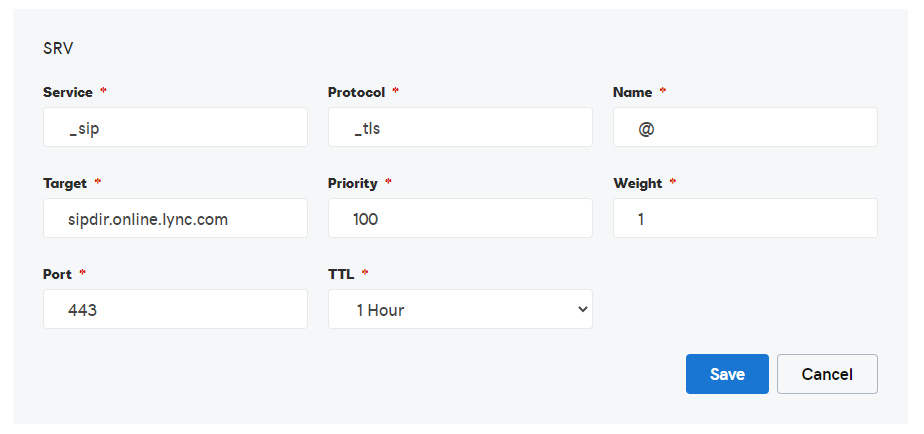 SRV
Service * Protocol * Name *
_sip _tls @
Target * Priority * Weight *
sipdir.online.lync.com 100 1
Port * TTL *
443 1 Hour
Save Cancel